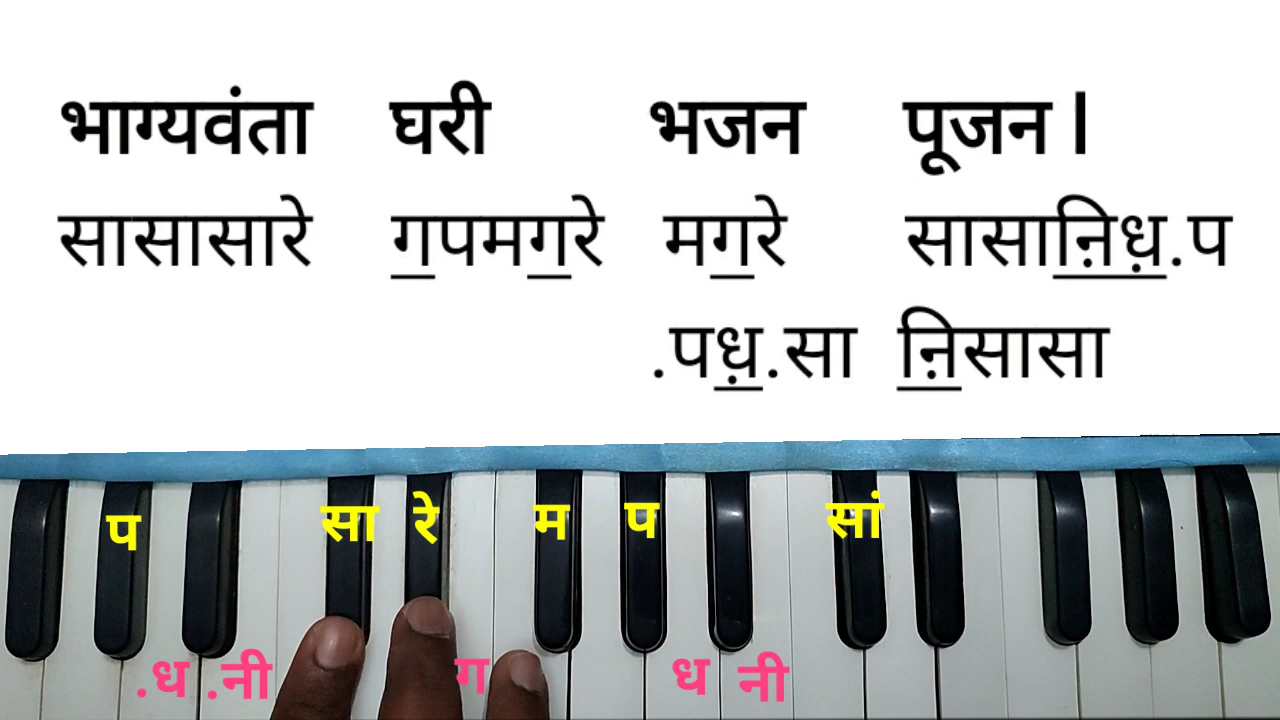 भाग्यवंता घरी भजन पूजन |
सासासारे ग॒पमग॒रे मग॒रे सासाऩि॒ध़॒.प
.पध़॒.सा ऩि॒सासा
प सा रे म प सां
.ध .नी ग ध नी